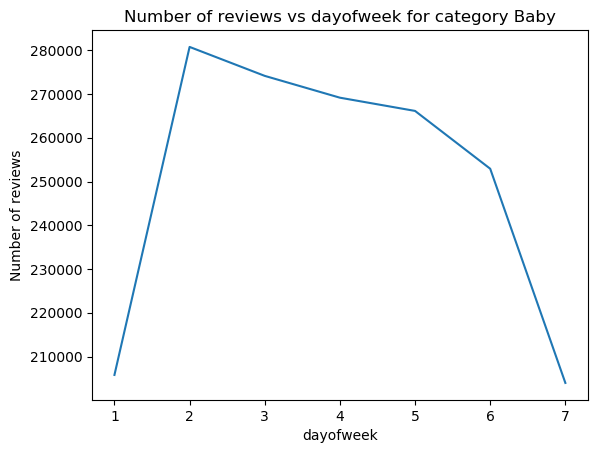 Number of reviews vs dayofweek for category Baby
Number of reviews
280000
270000
260000
250000
240000
230000
220000
210000
1 2 3 4 5 6 7
dayofweek